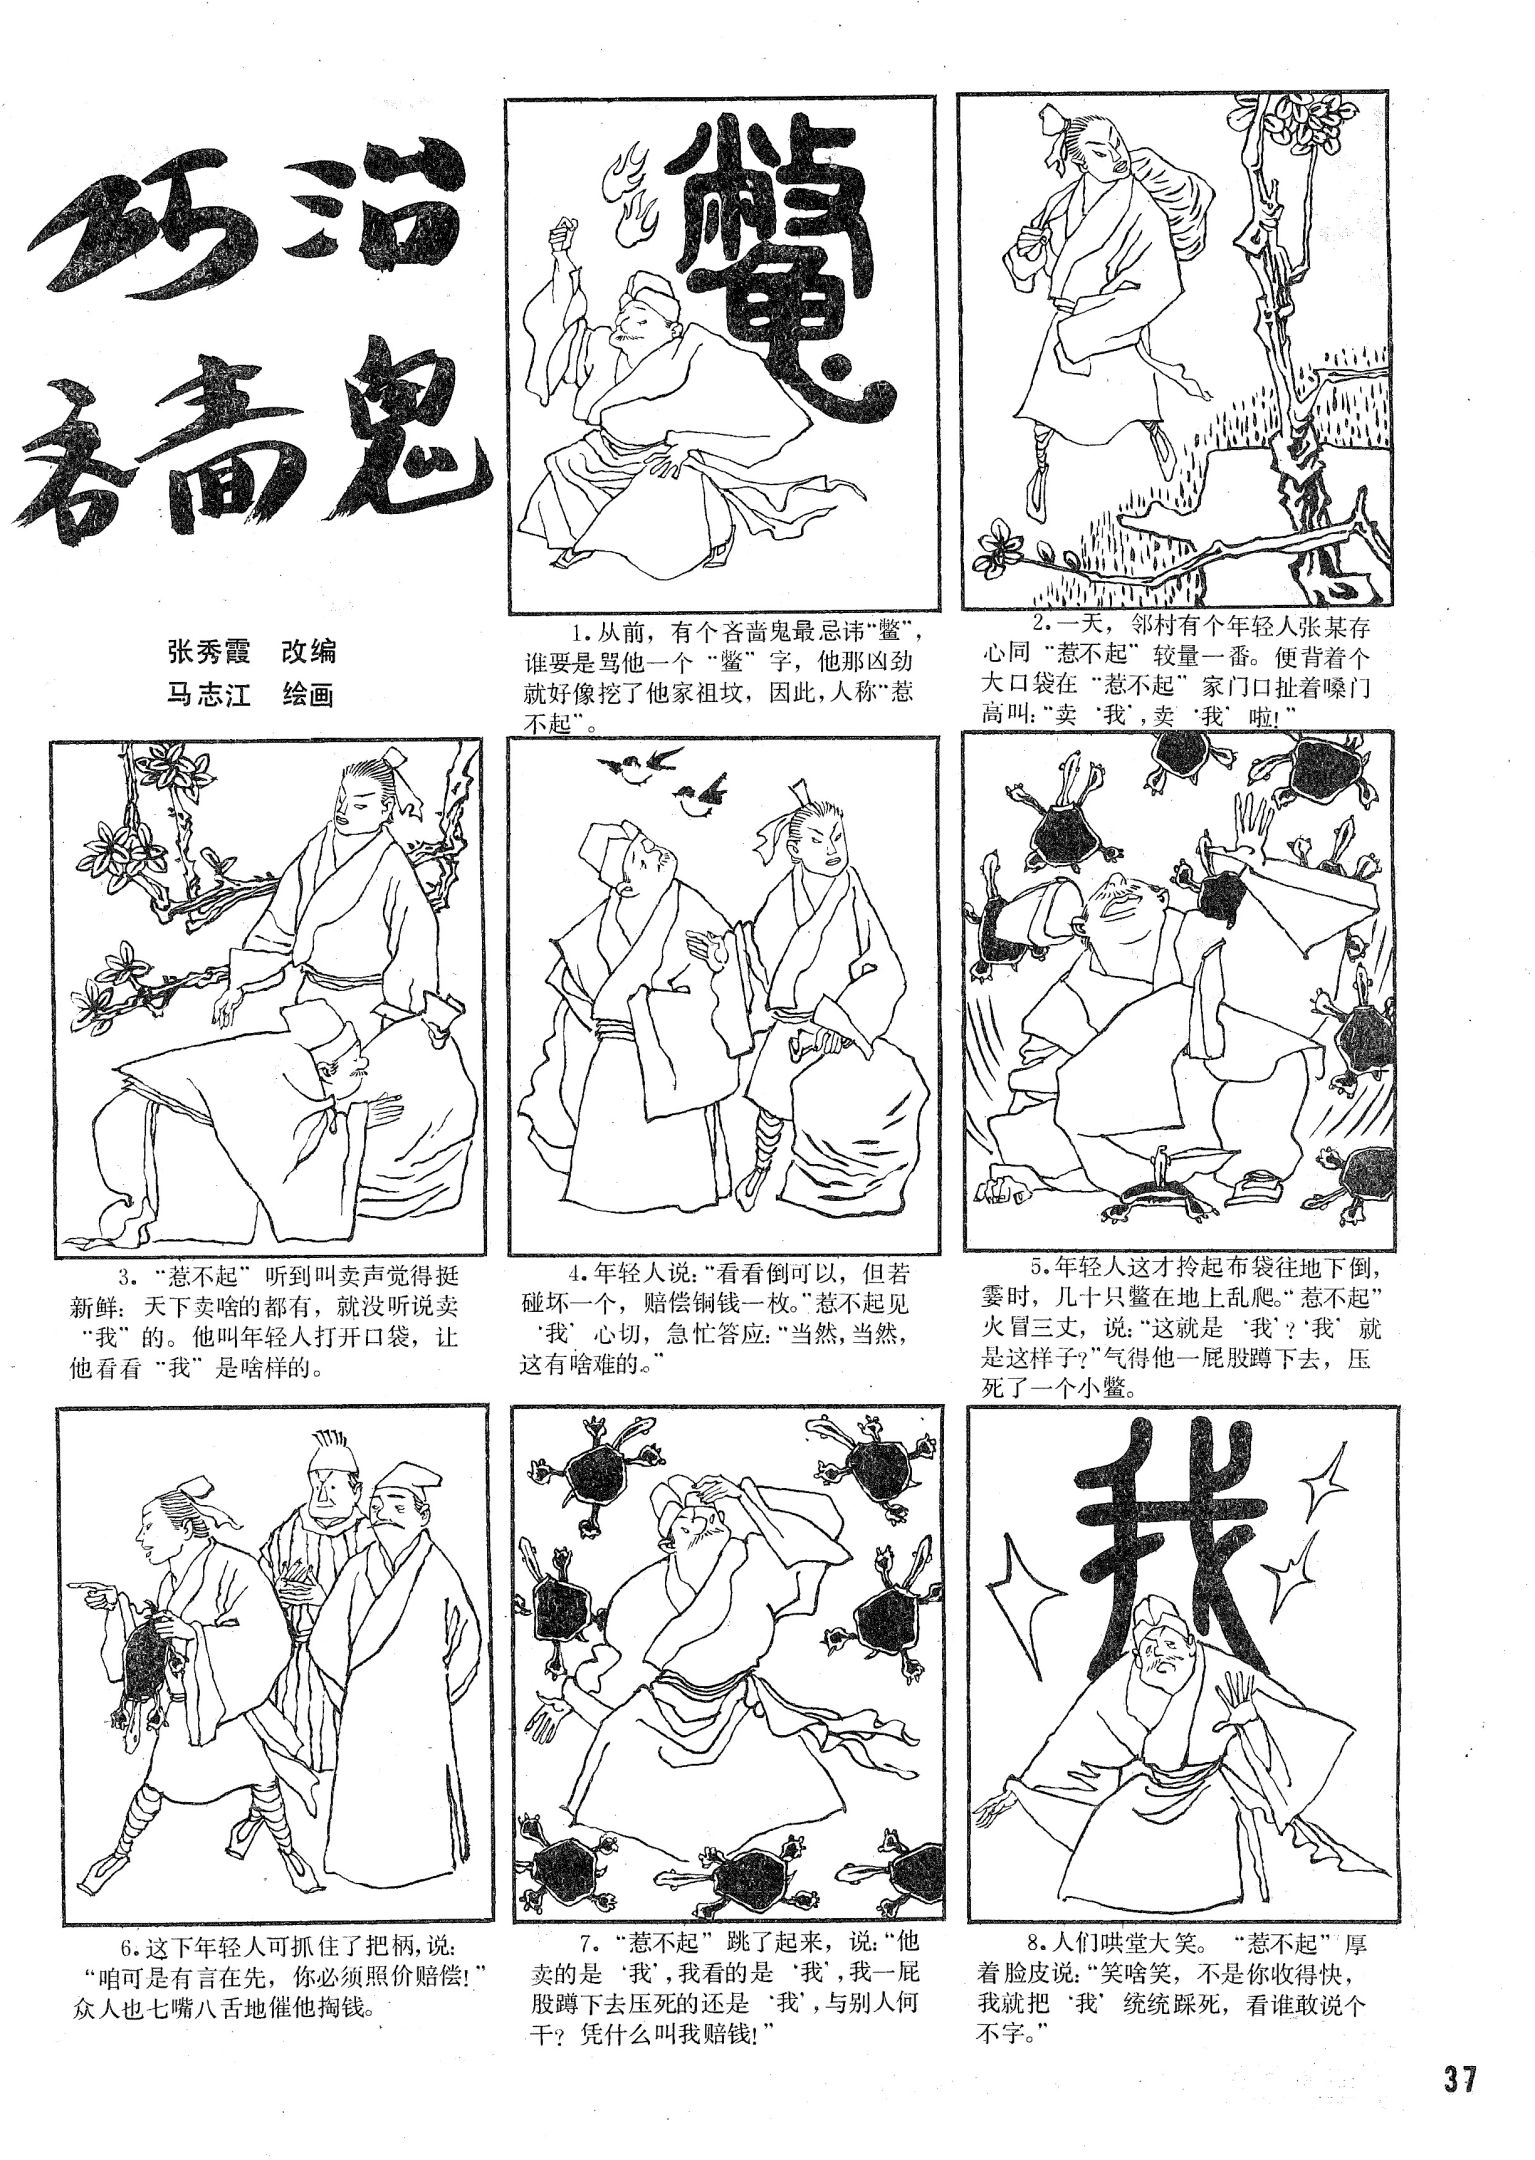 巧治
吝啬鬼
张秀霞 改编
马志江 绘画
鳖
1.从前，有个吝啬鬼最忌讳“鳖”，
谁要是骂他一个“鳖”字，他那凶劲
就好像挖了他家祖坟，因此，人称“惹
不起”。
2.一天，邻村有个年轻人张某存
心同“惹不起”较量一番。便背着个
大口袋在“惹不起”家门口扯着嗓门
高叫：“卖‘我’，卖‘我’啦！”
3.“惹不起”听到叫卖声觉得挺
新鲜：天下卖啥的都有，就没听说卖
“我”的。他叫年轻人打开口袋，让
他看看“我”是啥样的。
4.年轻人说：“看看倒可以，但若
碰坏一个，赔偿铜钱一枚。”惹不起见
‘我’心切，急忙答应：“当然，当然，
这有啥难的。”
5.年轻人这才拎起布袋往地下倒，
霎时，几十只鳖在地上乱爬。“惹不起”
火冒三丈，说：“这就是‘我’？‘我’就
是这样子？”气得他一屁股蹲下去，压
死了一个小鳖。
我
6.这下年轻人可抓住了把柄，说：
“咱可是有言在先，你必须照价赔偿！”
众人也七嘴八舌地催他掏钱。
7.“惹不起”跳了起来，说：“他
卖的是‘我’，我看的是‘我’，我一屁
股蹲下去压死的还是‘我’，与别人何
干？凭什么叫我赔钱！”
8.人们哄堂大笑。“惹不起”厚
着脸皮说：“笑啥笑，不是你收得快，
我就把‘我’统统踩死，看谁敢说个
不字。”
37